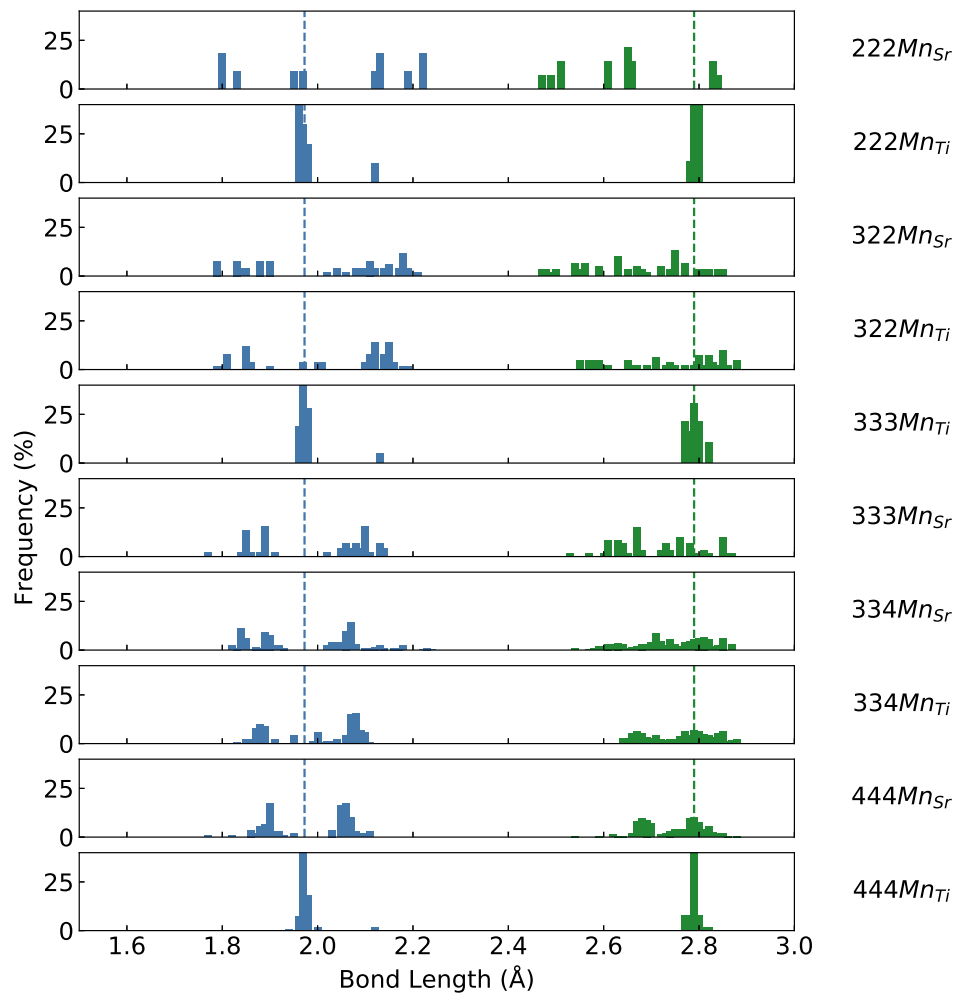 25
0
222Mn_Sr
25
0
222Mn_Ti
25
0
322Mn_Sr
25
0
322Mn_Ti
25
0
333Mn_Ti
25
0
333Mn_Sr
25
0
334Mn_Sr
25
0
334Mn_Ti
25
0
444Mn_Sr
25
0
444Mn_Ti
Frequency (%)
1.6 1.8 2.0 2.2 2.4 2.6 2.8 3.0
Bond Length (Å)